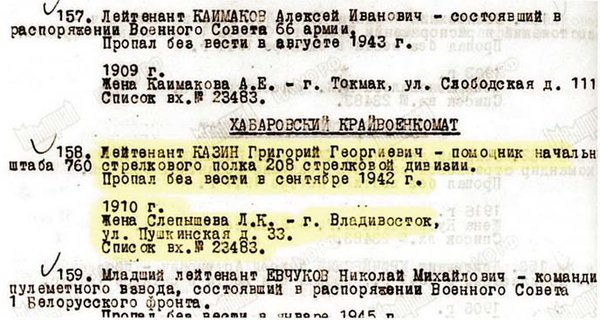 157. Лейтенант КАИМАКОВ Алексей Иванович - состоявший в
распоряжении Военного Совета 66 армии.
Пропал без вести в августе 1943 г.
1909 г.
Жена Каимакова А.Е. - г. Токмак, ул. Слободская д. 111
Список вх.№ 23483.
ХАБАРОВСКИЙ КРАЙВОЕНКОМАТ
158. Лейтенант КАЗИН Григорий Георгиевич - помощник начальн
штаба 760 стрелкового полка 208 стрелковой дивизии.
Пропал без вести в сентябре 1942 г.
1910 г.
Жена Слепышева Л.К. - г. Владивосток,
ул. Пушкинская д. 33.
Список вх.№ 23483.
159. Младший лейтенант ЕВЧУКОВ Николай Михайлович - команди
пулеметного взвода, состоявший в распоряжении Военного Совета
1 Белорусского фронта.
Пропал без вести в январе 1945 г.